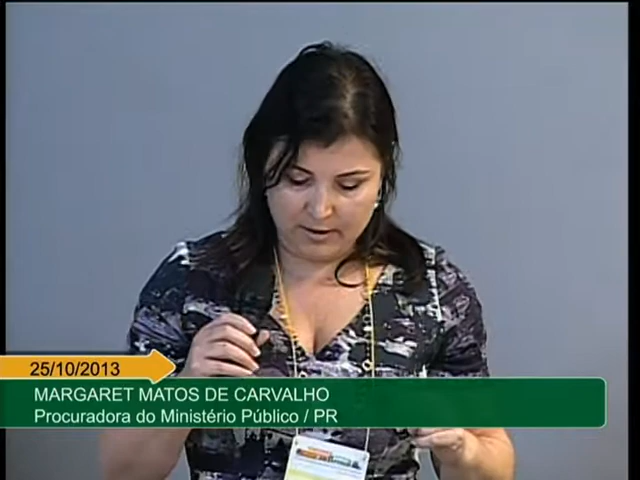 25/10/2013
MARGARET MATOS DE CARVALHO
Procuradora do Ministério Público / PR